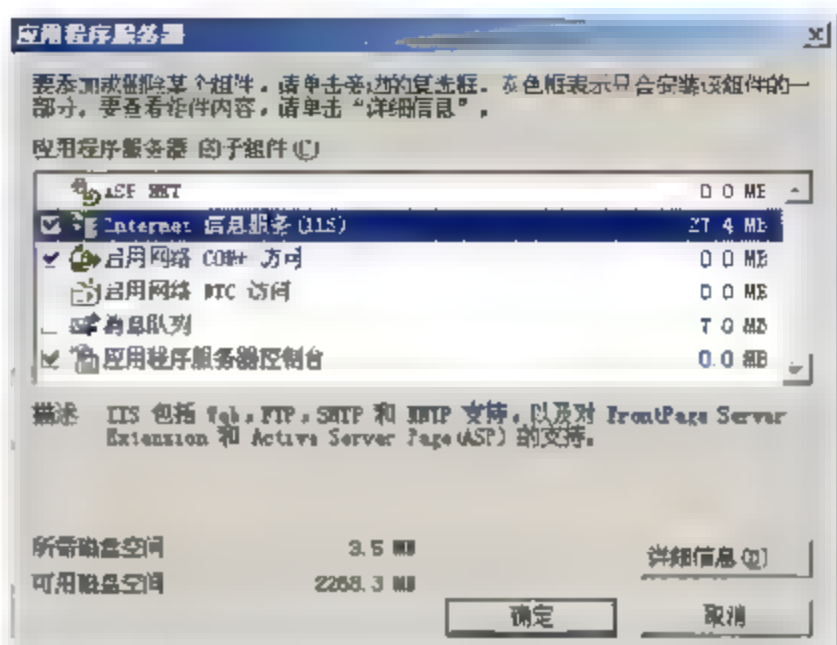 应用程序服务器
要添加或删除某个组件，请单击旁边的复选框。灰色框表示只会安装该组件的一
部分。要查看组件内容，请单击“详细信息”。
应用程序服务器 的子组件(C)
ASP NET 0.0 MB
Internet 信息服务(IIS) 27.4 MB
启用网络 COM+ 访问 0.0 MB
启用网络 DTC 访问 0.0 MB
消息队列 7.0 MB
应用程序服务器控制台 0.0 MB
描述 IIS 包括 Web，FTP，SMTP 和 NNTP 支持，以及对 FrontPage Server
Extension 和 Active Server Page(ASP) 的支持。
所需磁盘空间 3.5 MB
可用磁盘空间 2268.3 MB
详细信息(D)
确定 取消